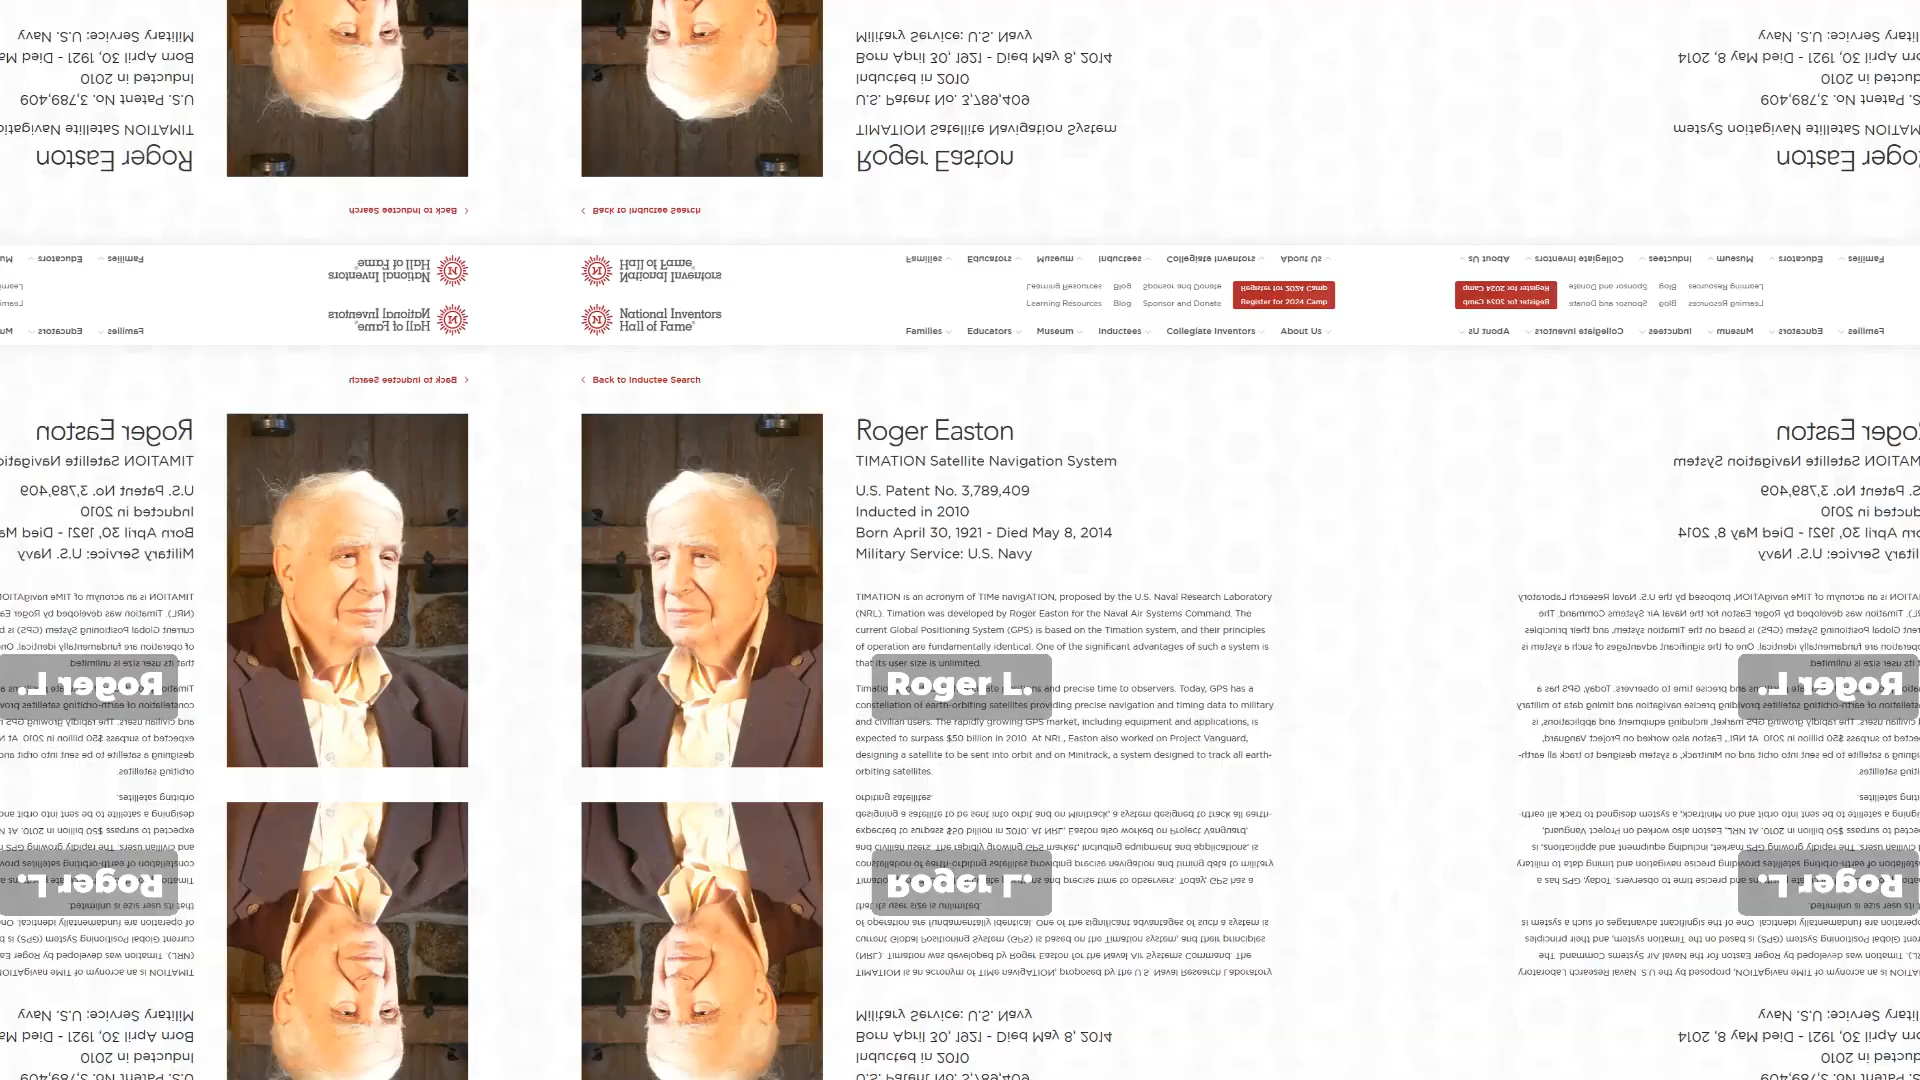 National Inventors
Hall of Fame®
Learning Resources Blog Sponsor and Donate Register for 2024 Camp
Families Educators Museum Inductees Collegiate Inventors About Us
Back to Inductee Search
Roger Easton
TIMATION Satellite Navigation System
U.S. Patent No. 3,789,409
Inducted in 2010
Born April 30, 1921 - Died May 8, 2014
Military Service: U.S. Navy
TIMATION is an acronym of TIMe navigATION, proposed by the U.S. Naval Research Laboratory
(NRL). Timation was developed by Roger Easton for the Naval Air Systems Command. The
current Global Positioning System (GPS) is based on the Timation system, and their principles
of operation are fundamentally identical. One of the significant advantages of such a system is
that its user size is unlimited.
and precise time to observers. Today, GPS has a
constellation of earth-orbiting satellites providing precise navigation and timing data to military
and civilian users. The rapidly growing GPS market, including equipment and applications, is
expected to surpass $50 billion in 2010. At NRL, Easton also worked on Project Vanguard,
designing a satellite to be sent into orbit and on Minitrack, a system designed to track all earth-
orbiting satellites.
Roger L.